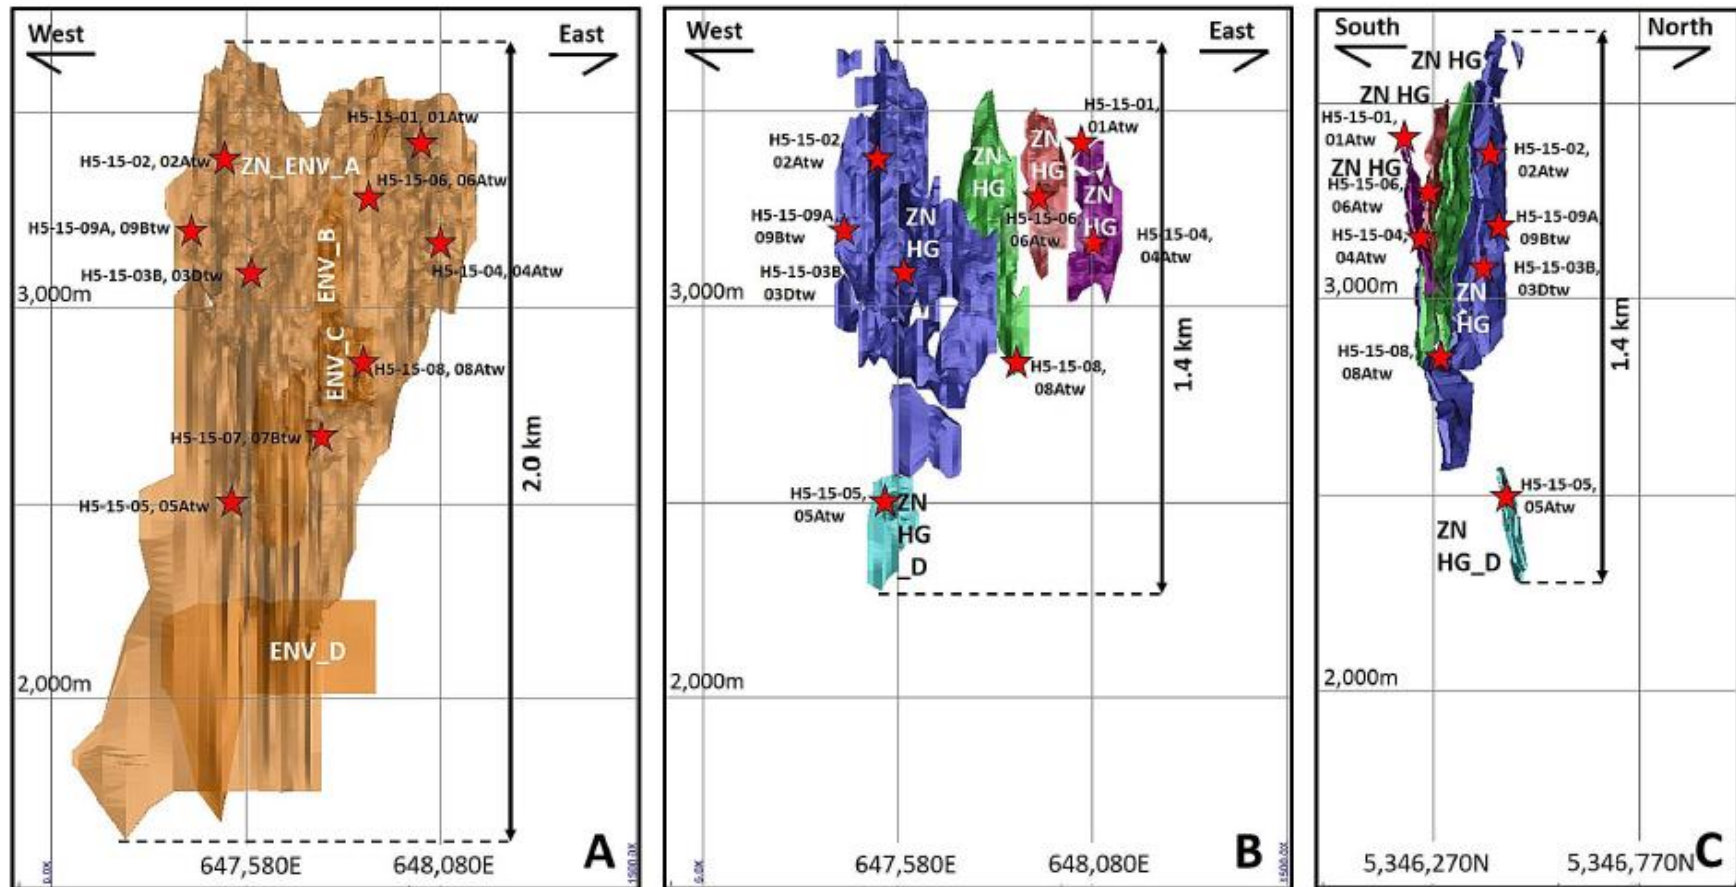 West
East
H5-15-01, 01Atw
H5-15-02, 02Atw
ZN_ENV_A
H5-15-06, 06Atw
H5-15-09A, 09Btw
ENV_B
H5-15-04, 04Atw
H5-15-03B, 03Dtw
3,000m
ENV_C
H5-15-08, 08Atw
H5-15-07, 07Btw
2.0 km
H5-15-05, 05Atw
ENV_D
2,000m
647,580E
648,080E
A
West
East
H5-15-01,
01Atw
H5-15-02,
02Atw
ZN
HG
ZN
HG
ZN
HG
H5-15-09A,
09Btw
ZN
HG
H5-15-06,
06Atw
H5-15-04,
04Atw
H5-15-03B,
03Dtw
3,000m
1.4 km
H5-15-08,
08Atw
H5-15-05,
05Atw
ZN
HG
_D
2,000m
647,580E
648,080E
B
South
North
ZN HG
ZN HG
H5-15-01,
01Atw
H5-15-02,
02Atw
ZN HG
H5-15-06,
06Atw
H5-15-09A,
09Btw
H5-15-04,
04Atw
H5-15-03B,
03Dtw
3,000m
ZN
HG
1.4 km
H5-15-08,
08Atw
H5-15-05,
05Atw
ZN
HG_D
2,000m
5,346,270N
5,346,770N
C